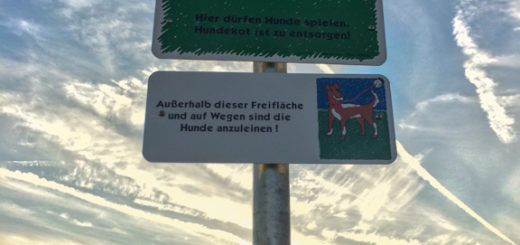 Hier dürfen Hunde spielen.
Hundekot ist zu entsorgen!
Außerhalb dieser Freifläche
und auf Wegen sind die
Hunde anzuleinen !